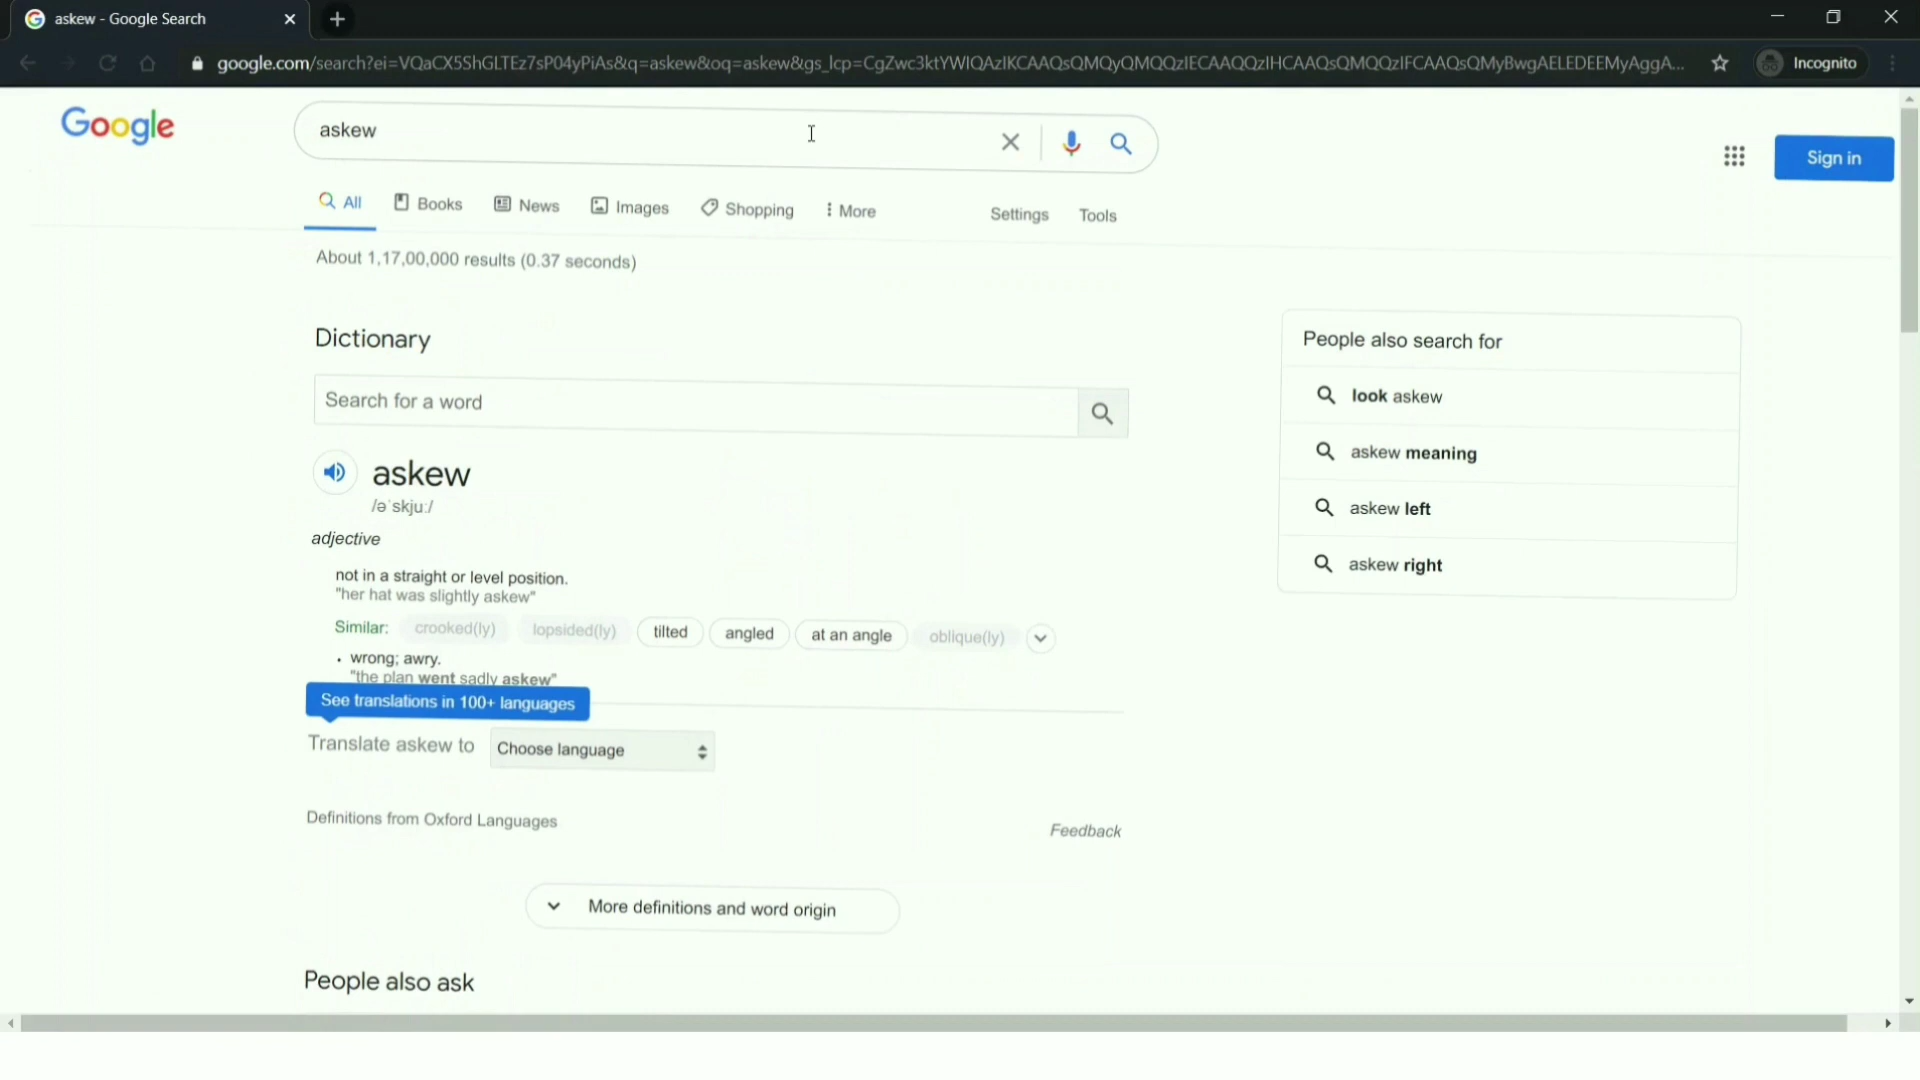 askew - Google Search
google.com/search?ei=VQaCX5ShGLTEz7sP04yPiAs&q=askew&oq=askew&gs_lcp=CgZwc3ktYWIQAzIKCAAQsQMQyQMQQzIECAAQQzIHCAAQsQMQQzIFCAAQsQMyBwgAELEDEEMyAggA...
Incognito
Google
askew
Sign in
All Books News Images Shopping More Settings Tools
About 1,17,00,000 results (0.37 seconds)
Dictionary
Search for a word
askew
/əˈskjuː/
adjective
not in a straight or level position.
"her hat was slightly askew"
Similar: crooked(ly) lopsided(ly) tilted angled at an angle oblique(ly)
wrong; awry.
"the plan went sadly askew"
See translations in 100+ languages
Translate askew to Choose language
Definitions from Oxford Languages
Feedback
More definitions and word origin
People also ask
People also search for
look askew
askew meaning
askew left
askew right